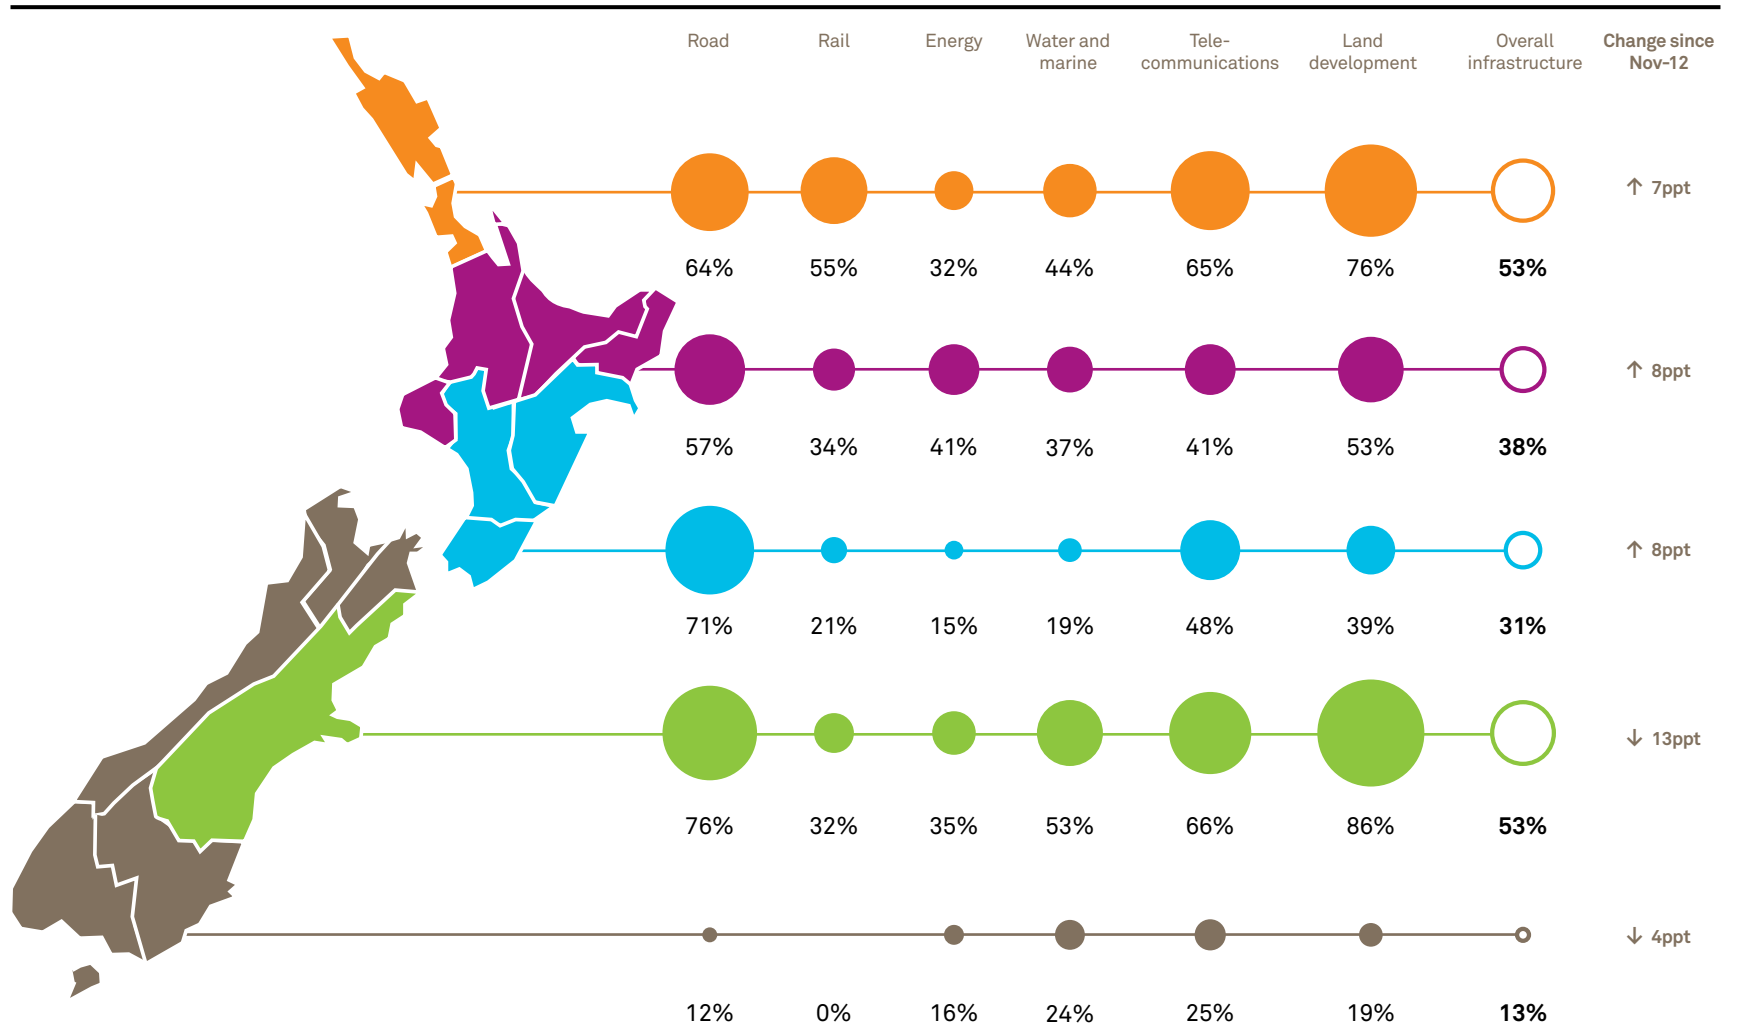 Road Rail Energy Water and marine Tele-communications Land development Overall infrastructure Change since Nov-12
↑ 7ppt
64% 55% 32% 44% 65% 76% 53%
↑ 8ppt
57% 34% 41% 37% 41% 53% 38%
↑ 8ppt
71% 21% 15% 19% 48% 39% 31%
↓ 13ppt
76% 32% 35% 53% 66% 86% 53%
↓ 4ppt
12% 0% 16% 24% 25% 19% 13%